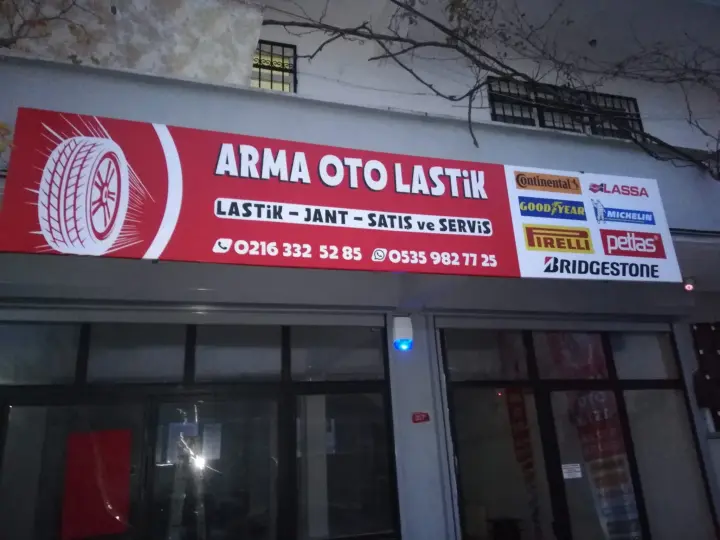 ARMA OTO LASTiK
LASTiK - JANT - SATIS ve SERViS
0216 332 52 85 0535 982 77 25
Continental
LASSA
GOODYEAR
MICHELIN
PIRELLI
petlas
BRIDGESTONE